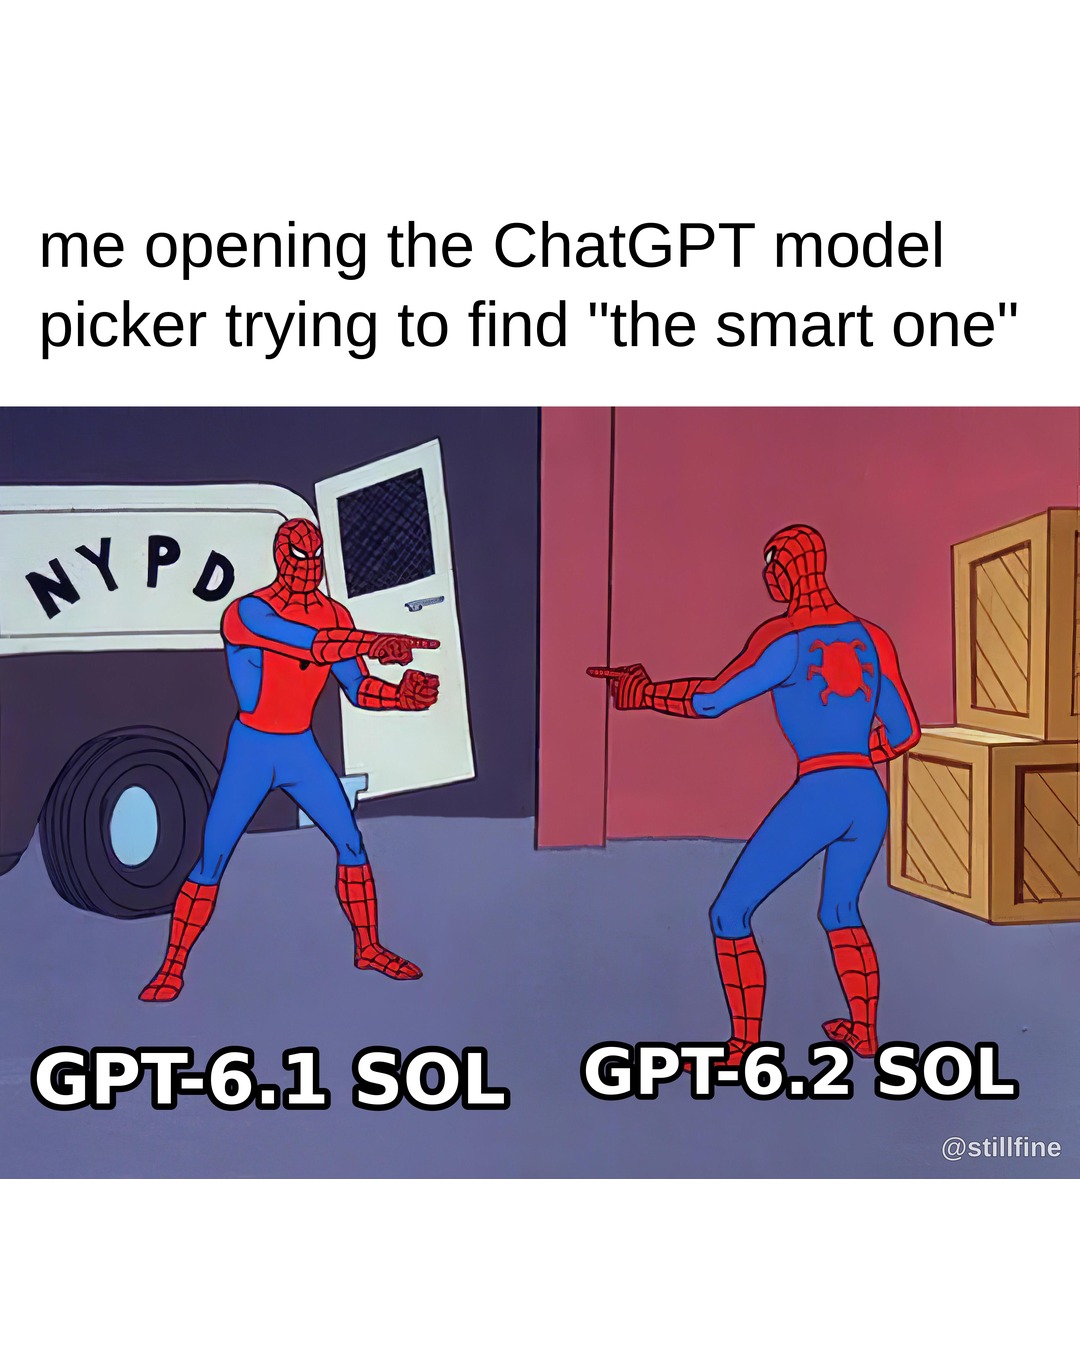 me opening the ChatGPT model
picker trying to find "the smart one"
NYPD
GPT-6.1 SOL
GPT-6.2 SOL
@stillfine